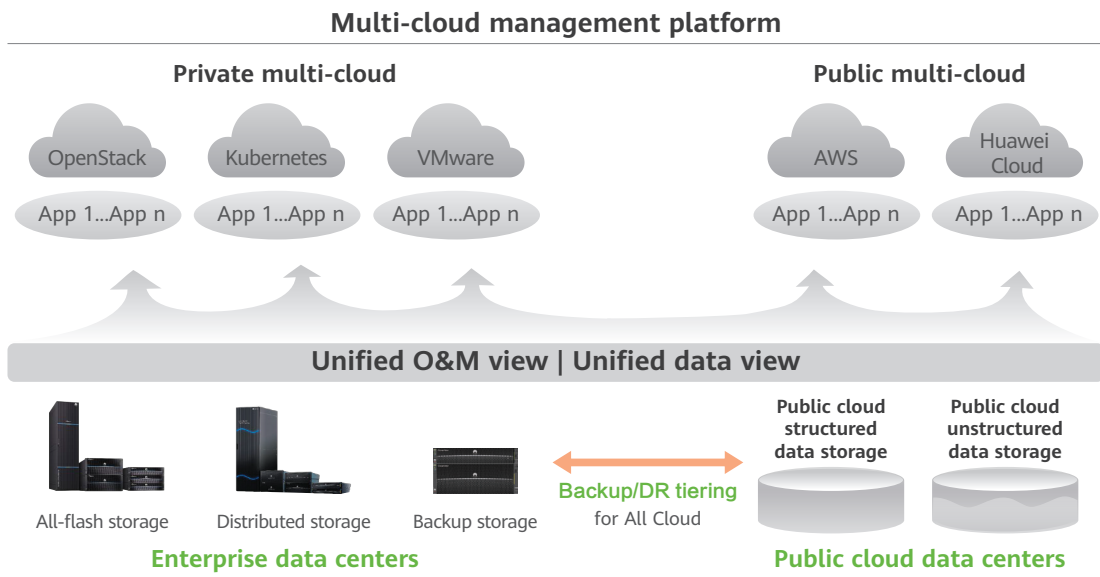 Multi-cloud management platform
Private multi-cloud
Public multi-cloud
OpenStack
Kubernetes
VMware
AWS
Huawei
Cloud
App 1...App n
App 1...App n
App 1...App n
App 1...App n
App 1...App n
Unified O&M view | Unified data view
Public cloud
structured
data storage
Public cloud
unstructured
data storage
Backup/DR tiering
for All Cloud
All-flash storage
Distributed storage
Backup storage
Enterprise data centers
Public cloud data centers